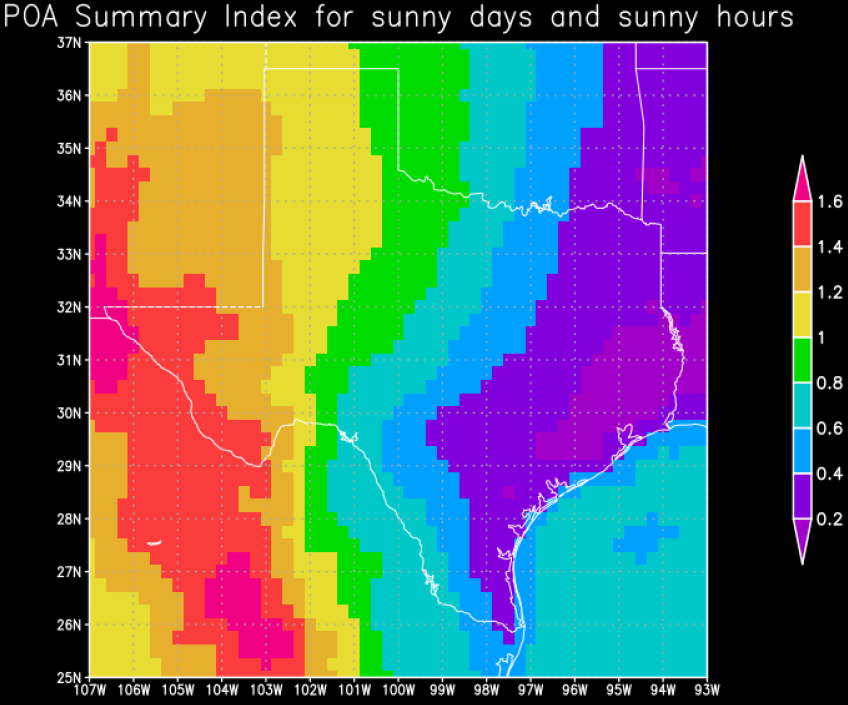 POA Summary Index for sunny days and sunny hours
37N
36N
35N
34N
33N
32N
31N
30N
29N
28N
27N
26N
25N
107W 106W 105W 104W 103W 102W 101W 100W 99W 98W 97W 96W 95W 94W 93W
1.6
1.4
1.2
1
0.8
0.6
0.4
0.2